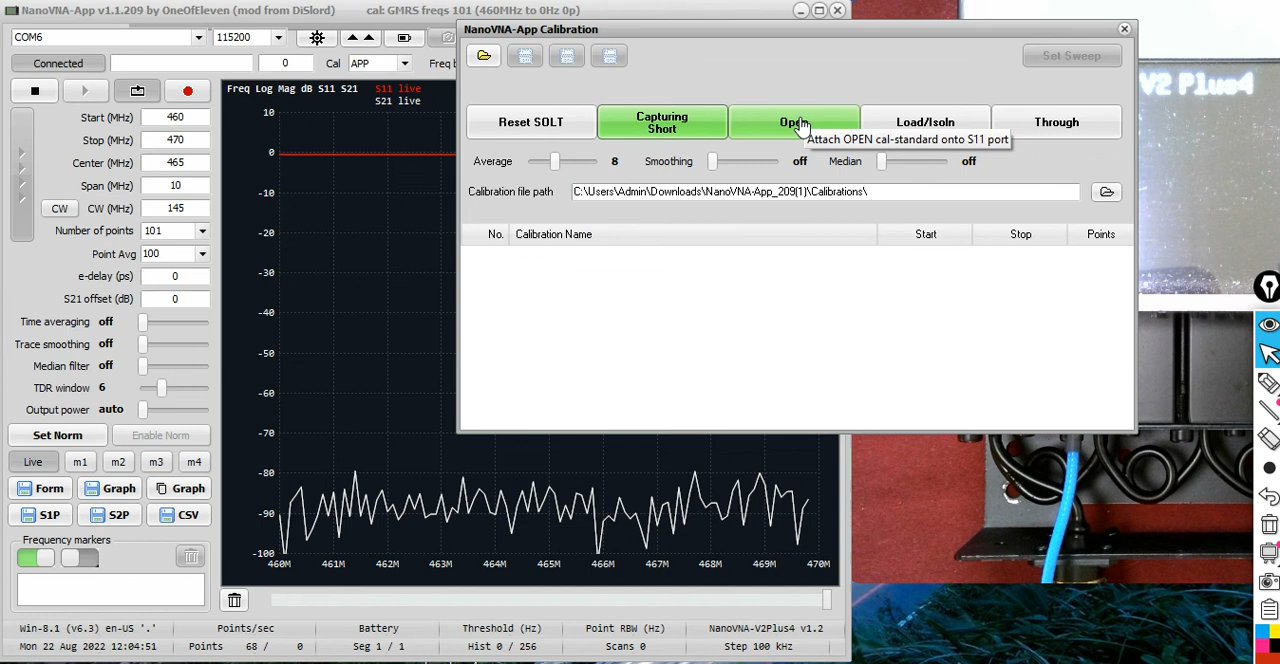 NanoVNA-App v1.1.209 by OneOfEleven (mod from DiSlord) cal: GMRS freqs 101 (460MHz to 0Hz 0p)
COM6 115200
Connected 0 Cal APP Freq b
Start (MHz) 460
Stop (MHz) 470
Center (MHz) 465
Span (MHz) 10
CW CW (MHz) 145
Number of points 101
Point Avg 100
e-delay (ps) 0
S21 offset (dB) 0
Time averaging off
Trace smoothing off
Median filter off
TDR window 6
Output power auto
Set Norm Enable Norm
Live m1 m2 m3 m4
Form Graph Graph
S1P S2P CSV
Frequency markers
Freq Log Mag dB S11 S21 S11 live
S21 live
10
0
-10
-20
-30
-40
-50
-60
-70
-80
-90
-100
460M 461M 462M 463M 464M 465M 466M 467M 468M 469M 470M
NanoVNA-App Calibration
Set Sweep
Reset SOLT Capturing Short Open Load/Isoln Through
Attach OPEN cal-standard onto S11 port
Average 8 Smoothing off Median off
Calibration file path C:\Users\Admin\Downloads\NanoVNA-App_209(1)\Calibrations\
No. Calibration Name Start Stop Points
V2 Plus4
Win-8.1 (v6.3) en-US '.' Points/sec Battery Threshold (Hz) Point RBW (Hz) NanoVNA-V2Plus4 v1.2
Mon 22 Aug 2022 12:04:51 Points 68 / 0 Seg 1 / 1 Hist 0 / 256 Scans 0 Step 100 kHz